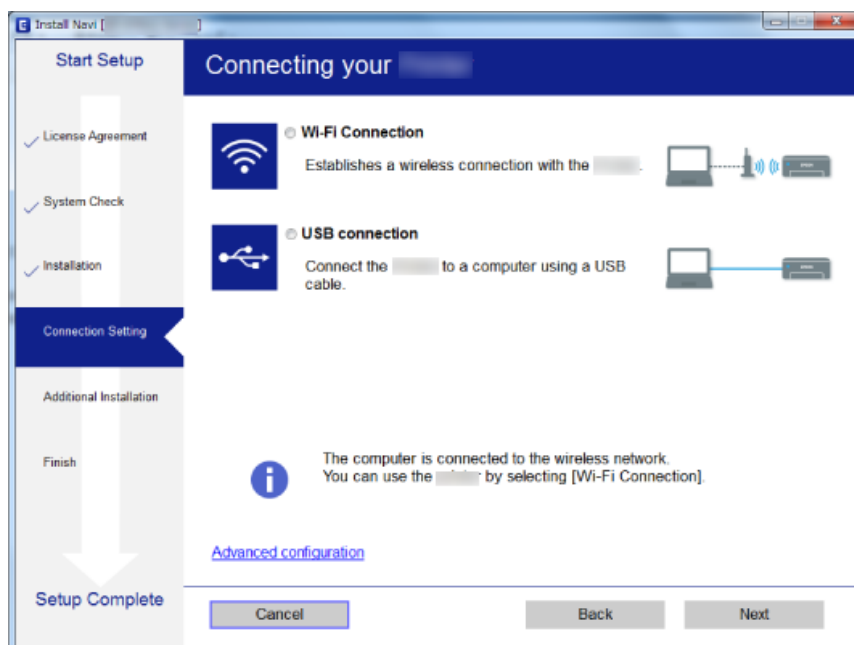 E Install Navi [ ]
Start Setup
License Agreement
System Check
Installation
Connection Setting
Additional Installation
Finish
Setup Complete
Connecting your
Wi-Fi Connection
Establishes a wireless connection with the .
USB connection
Connect the to a computer using a USB
cable.
The computer is connected to the wireless network.
You can use the by selecting [Wi-Fi Connection].
Advanced configuration
Cancel
Back
Next